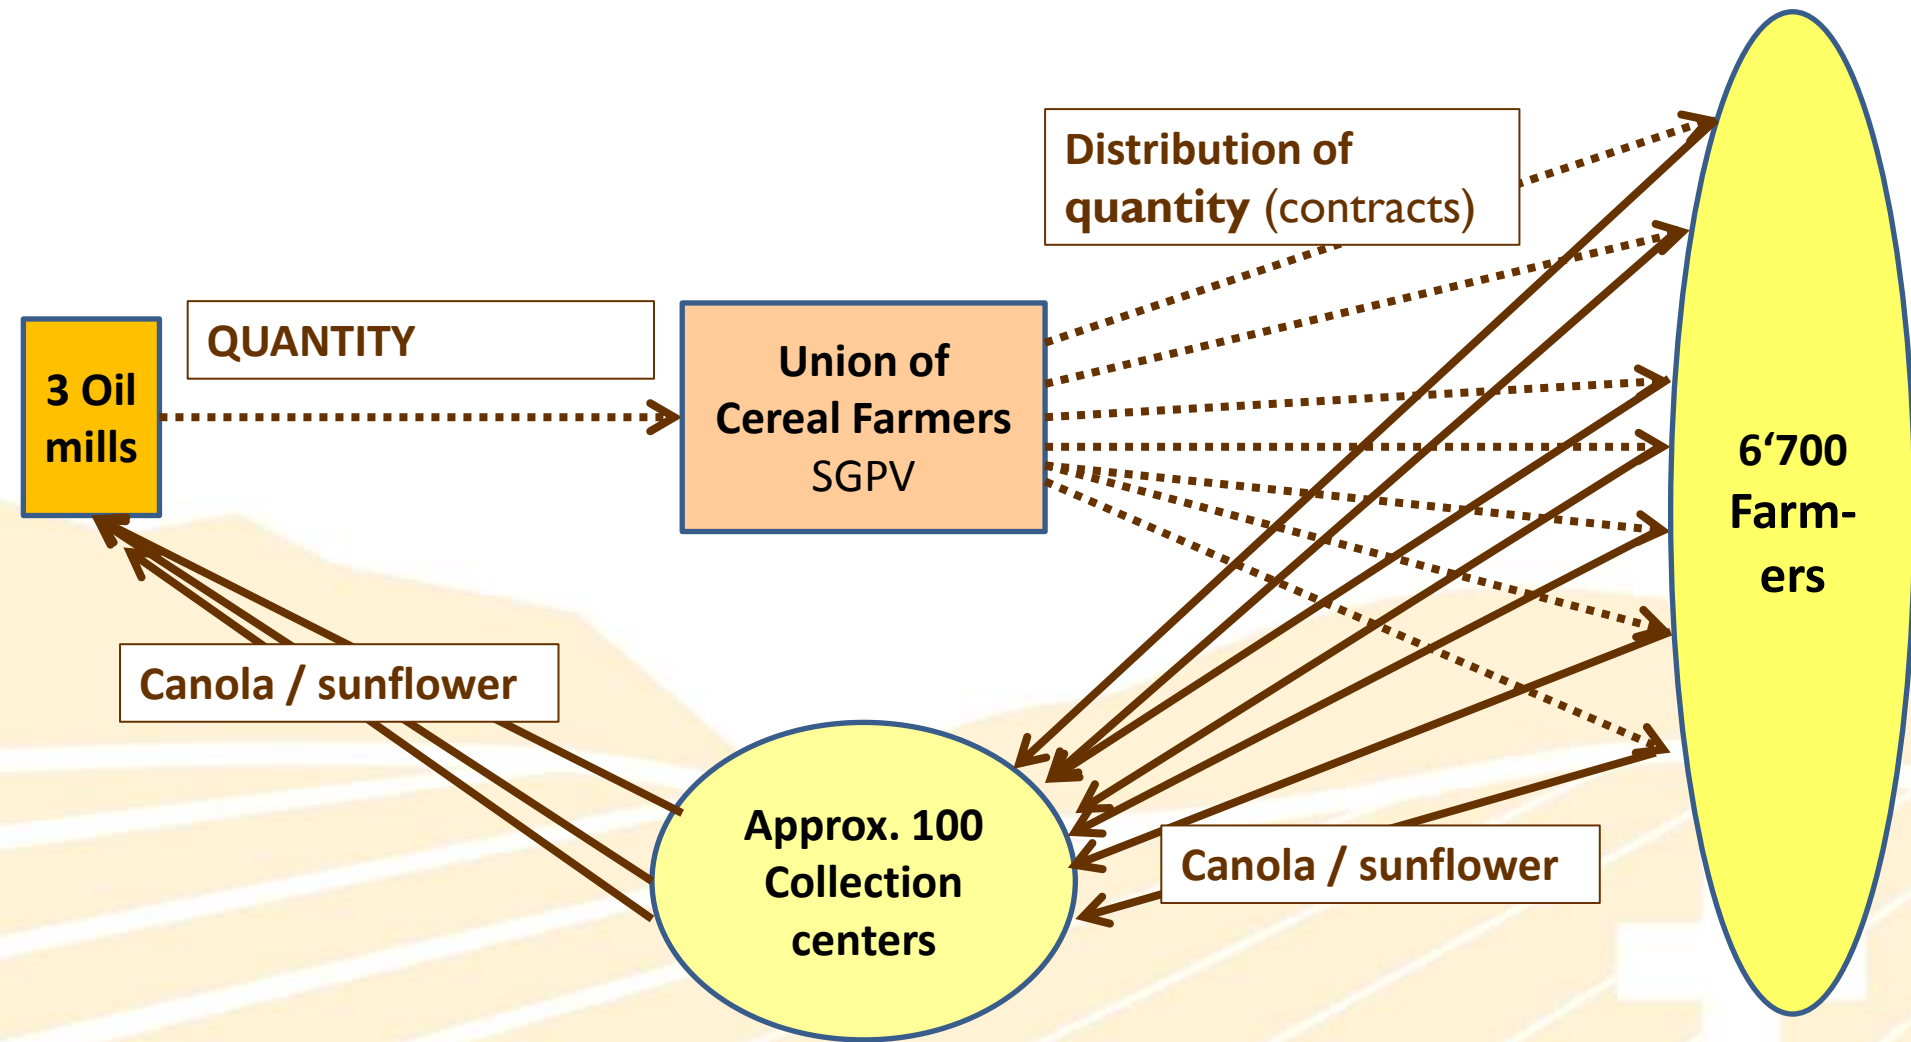 Distribution of
quantity (contracts)
QUANTITY
3 Oil
mills
Union of
Cereal Farmers
SGPV
6‘700
Farm-
ers
Canola / sunflower
Approx. 100
Collection
centers
Canola / sunflower